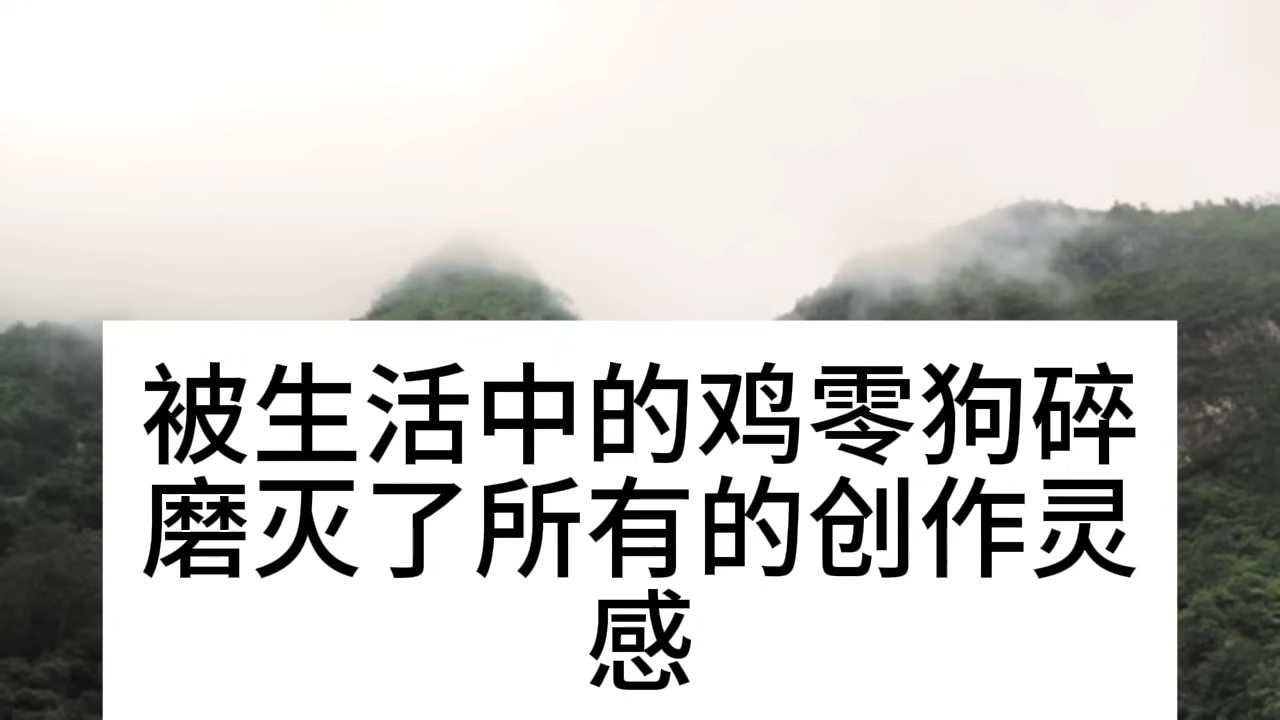 被生活中的鸡零狗碎
磨灭了所有的创作灵
感